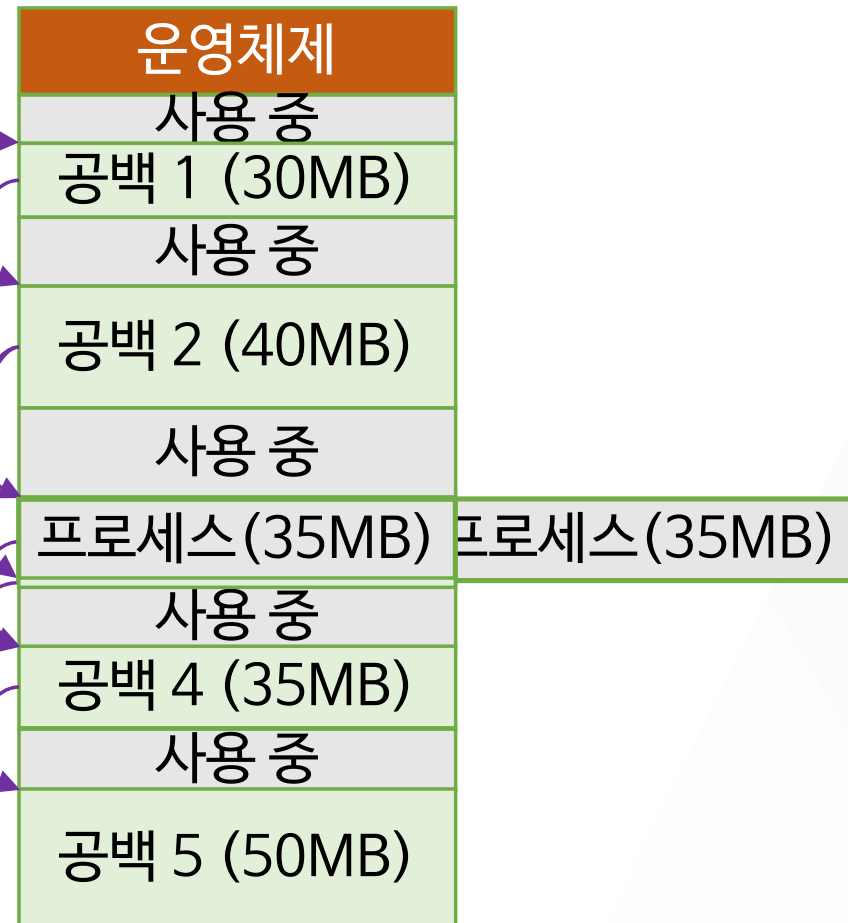 운영체제
사용 중
공백 1 (30MB)
사용 중
공백 2 (40MB)
사용 중
프로세스(35MB) 프로세스(35MB)
사용 중
공백 4 (35MB)
사용 중
공백 5 (50MB)